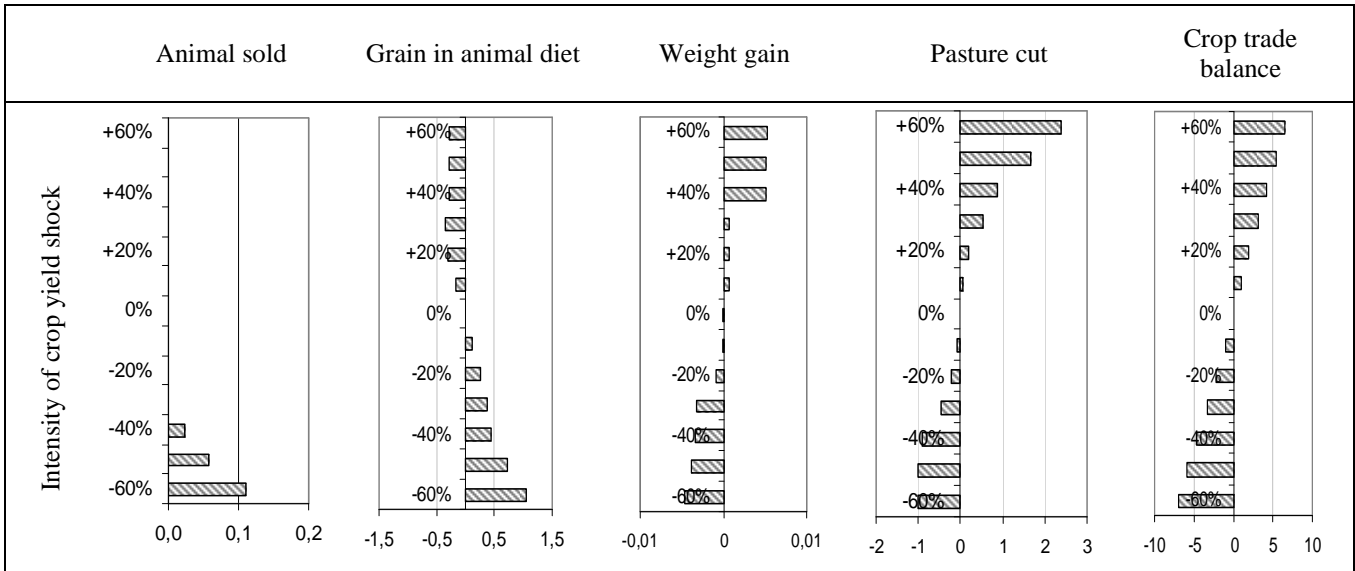 Animal sold
Grain in animal diet
Weight gain
Pasture cut
Crop trade
balance
Intensity of crop yield shock
+60%
+40%
+20%
0%
-20%
-40%
-60%
0,0 0,1 0,2
+60%
+40%
+20%
0%
-20%
-40%
-60%
-1,5 -0,5 0,5 1,5
+60%
+40%
+20%
0%
-20%
-40%
-60%
-0,01 0 0,01
+60%
+40%
+20%
0%
-20%
-40%
-60%
-2 -1 0 1 2 3
+60%
+40%
+20%
0%
-20%
-40%
-60%
-10 -5 0 5 10